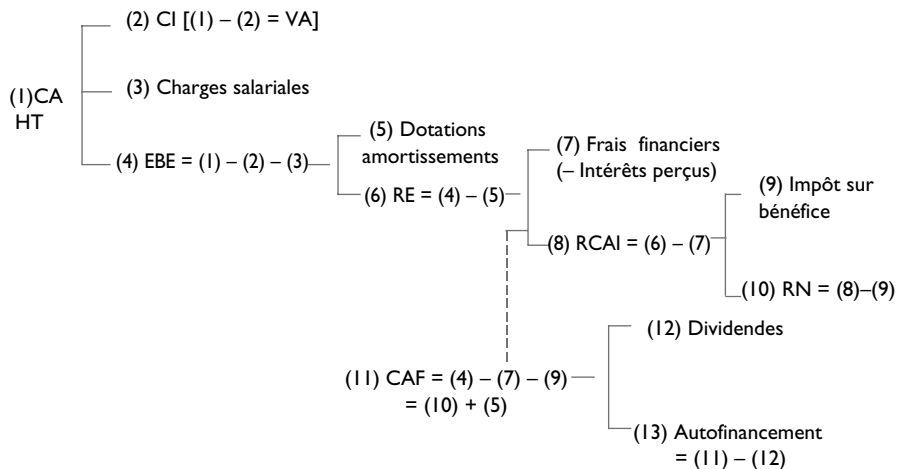 (2) CI [(1) – (2) = VA]
(3) Charges salariales
(1)CA
HT
(4) EBE = (1) – (2) – (3)
(5) Dotations
amortissements
(6) RE = (4) – (5)
(7) Frais financiers
(– Intérêts perçus)
(8) RCAI = (6) – (7)
(9) Impôt sur
bénéfice
(10) RN = (8)–(9)
(11) CAF = (4) – (7) – (9)
= (10) + (5)
(12) Dividendes
(13) Autofinancement
= (11) – (12)